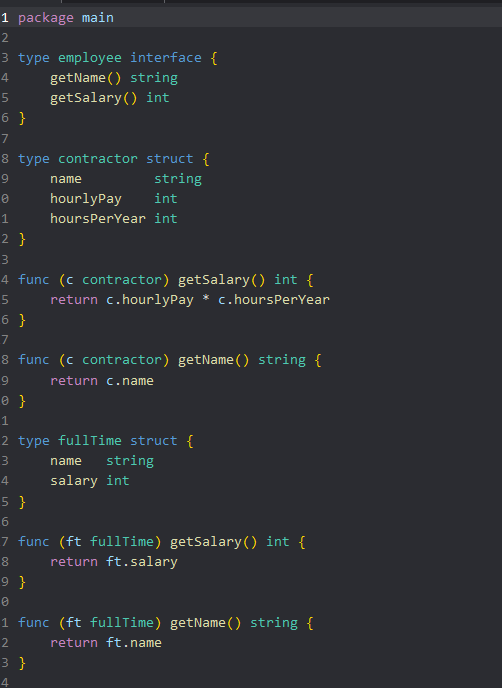 1 package main
2
3 type employee interface {
4     getName() string
5     getSalary() int
6 }
7
8 type contractor struct {
9     name         string
0     hourlyPay    int
1     hoursPerYear int
2 }
3
4 func (c contractor) getSalary() int {
5     return c.hourlyPay * c.hoursPerYear
6 }
7
8 func (c contractor) getName() string {
9     return c.name
0 }
1
2 type fullTime struct {
3     name   string
4     salary int
5 }
6
7 func (ft fullTime) getSalary() int {
8     return ft.salary
9 }
0
1 func (ft fullTime) getName() string {
2     return ft.name
3 }
4